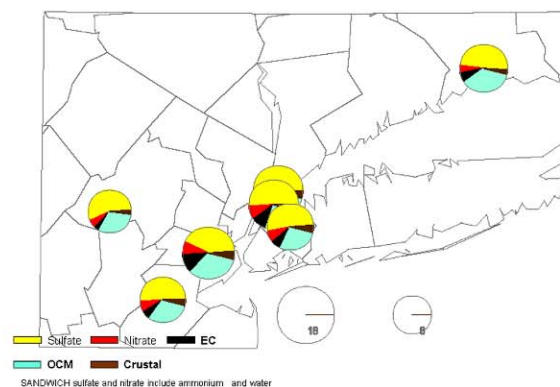 18 8
Sulfate Nitrate EC
OCM Crustal
SANDWICH sulfate and nitrate include ammonium and water